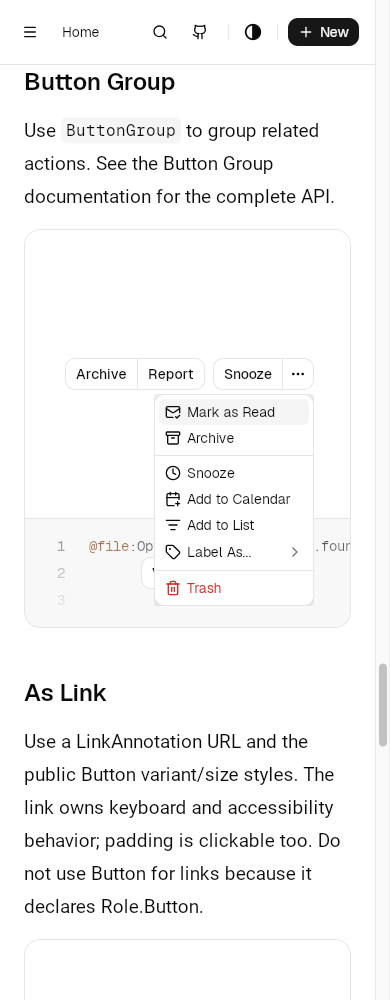 Home
New
Button Group
Use ButtonGroup to group related
actions. See the Button Group
documentation for the complete API.
Archive
Report
Snooze
Mark as Read
Archive
Snooze
Add to Calendar
Add to List
Label As...
Trash
1 @file:Op
2
3
As Link
Use a LinkAnnotation URL and the
public Button variant/size styles. The
link owns keyboard and accessibility
behavior; padding is clickable too. Do
not use Button for links because it
declares Role.Button.